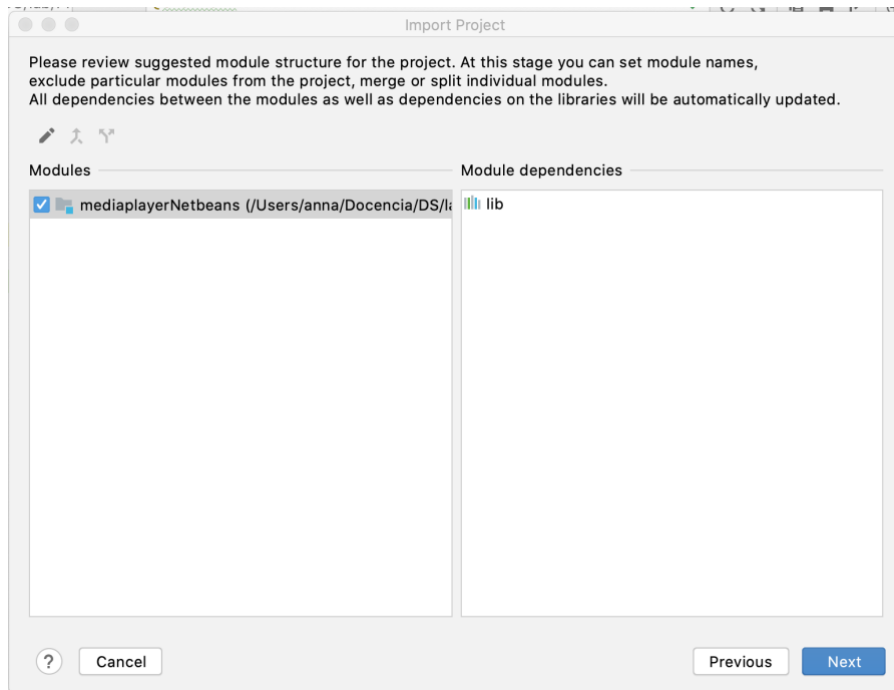 Import Project
Please review suggested module structure for the project. At this stage you can set module names,
exclude particular modules from the project, merge or split individual modules.
All dependencies between the modules as well as dependencies on the libraries will be automatically updated.
Modules
Module dependencies
mediaplayerNetbeans (/Users/anna/Docencia/DS/l
lib
?
Cancel
Previous
Next